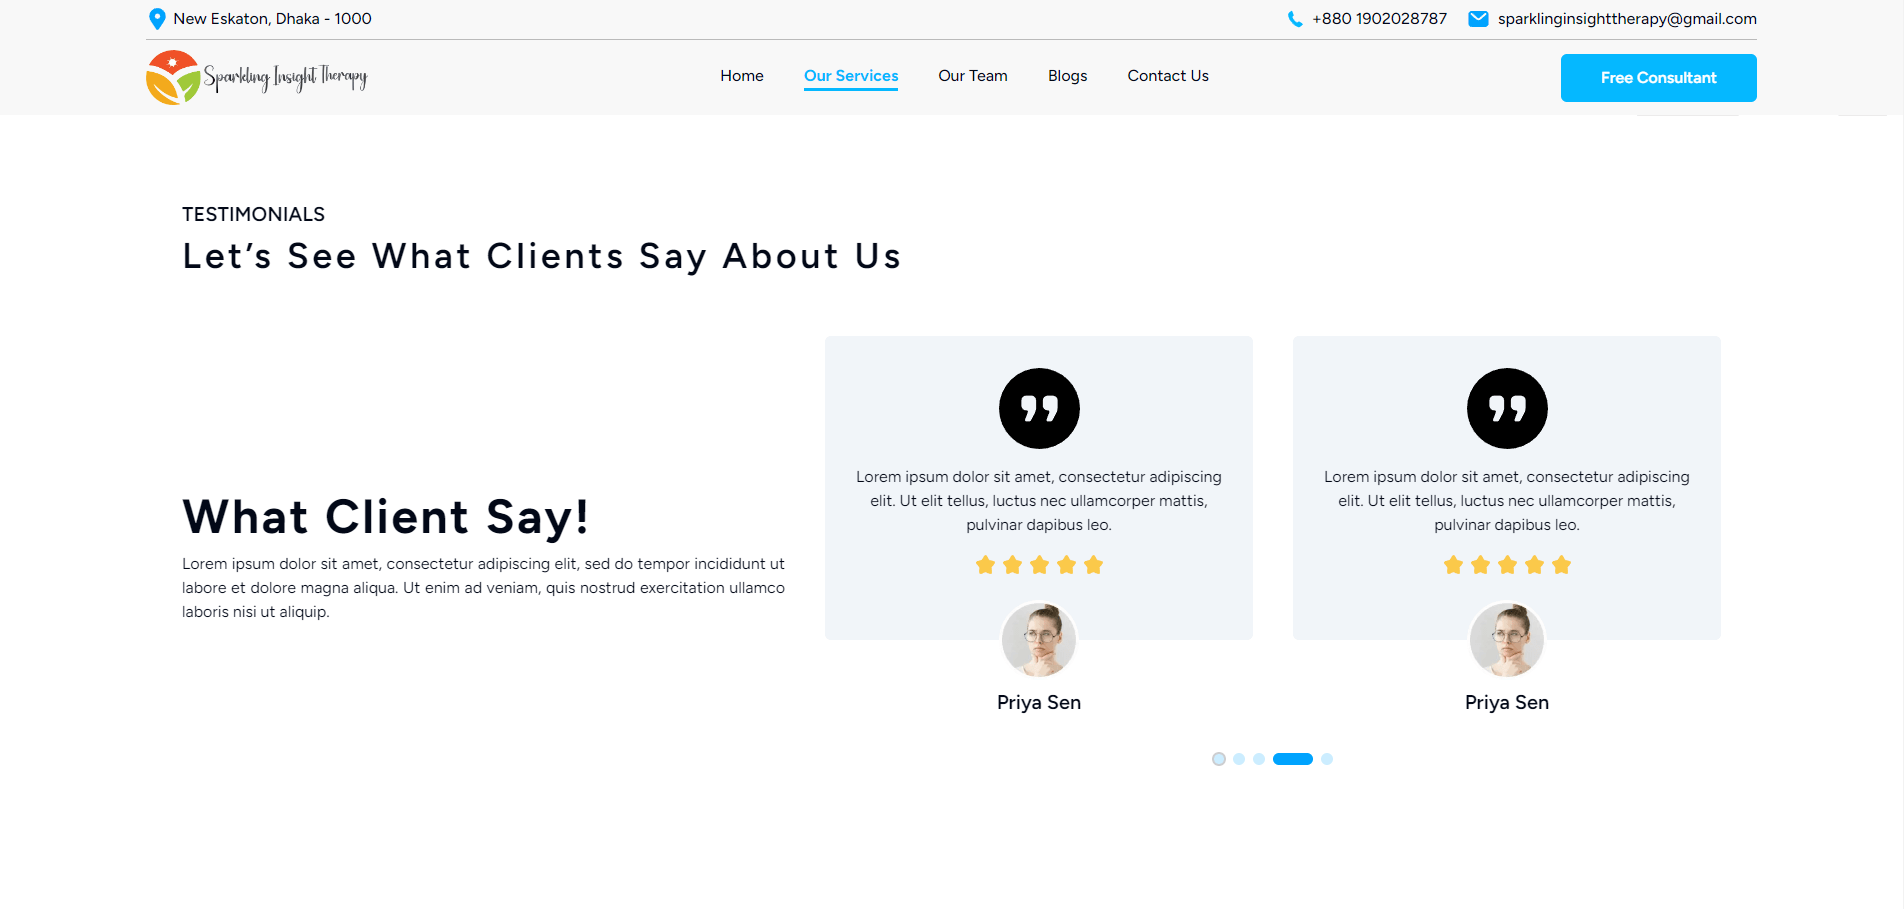 New Eskaton, Dhaka - 1000
+880 1902028787
sparklinginsighttherapy@gmail.com
Sparkling Insight Therapy
Home
Our Services
Our Team
Blogs
Contact Us
Free Consultant
TESTIMONIALS
Let’s See What Clients Say About Us
What Client Say!
Lorem ipsum dolor sit amet, consectetur adipiscing elit, sed do tempor incididunt ut
labore et dolore magna aliqua. Ut enim ad veniam, quis nostrud exercitation ullamco
laboris nisi ut aliquip.
Lorem ipsum dolor sit amet, consectetur adipiscing
elit. Ut elit tellus, luctus nec ullamcorper mattis,
pulvinar dapibus leo.
Priya Sen
Lorem ipsum dolor sit amet, consectetur adipiscing
elit. Ut elit tellus, luctus nec ullamcorper mattis,
pulvinar dapibus leo.
Priya Sen